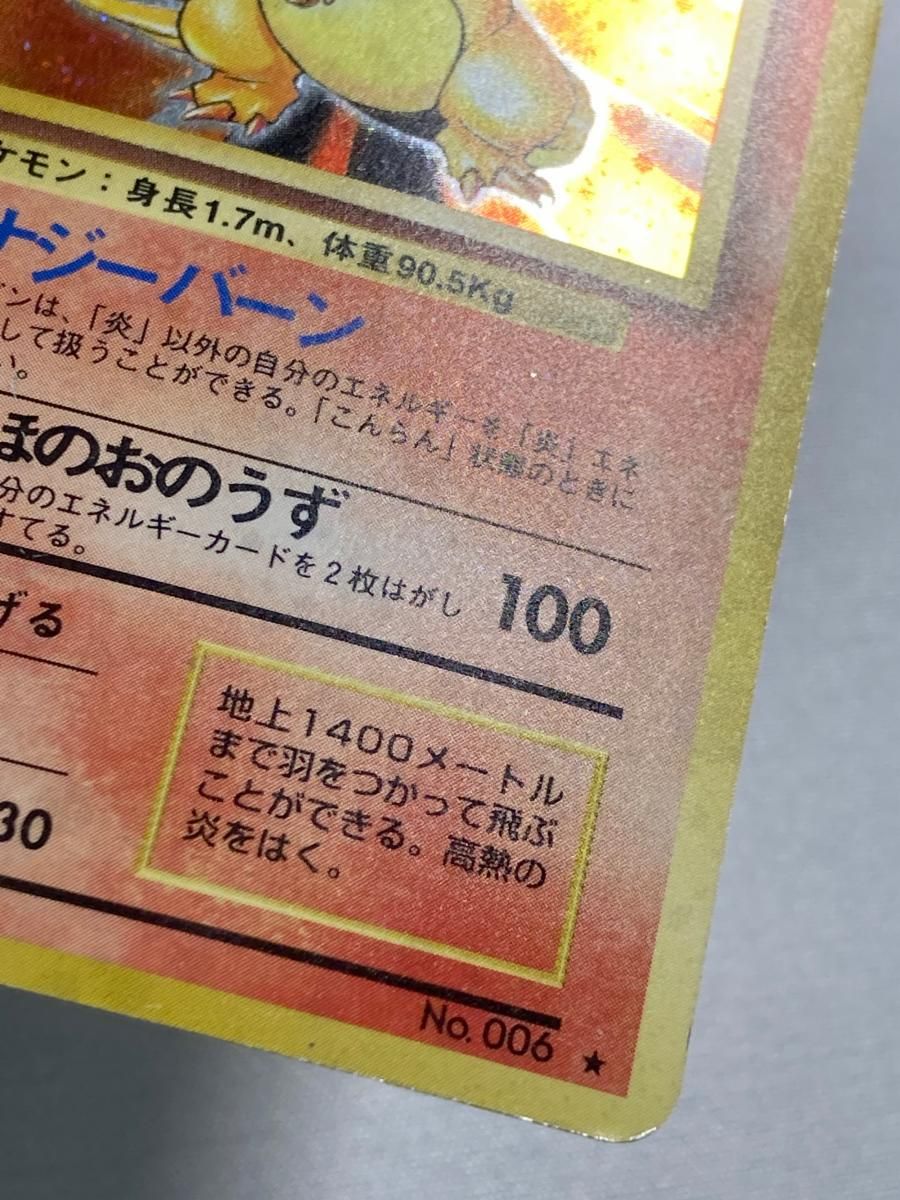 ケモン：身長1.7m、体重90.5Kg
ナジーバーン
ンは、「炎」以外の自分のエネルギーを「炎」エネ
して扱うことができる。「こんらん」状態のときに
い。
ほのおのうず
100
分のエネルギーカードを2枚はがし
すてる。
げる
30
地上1400メートル
まで羽をつかって飛ぶ
ことができる。高熱の
炎をはく。
No. 006 ★